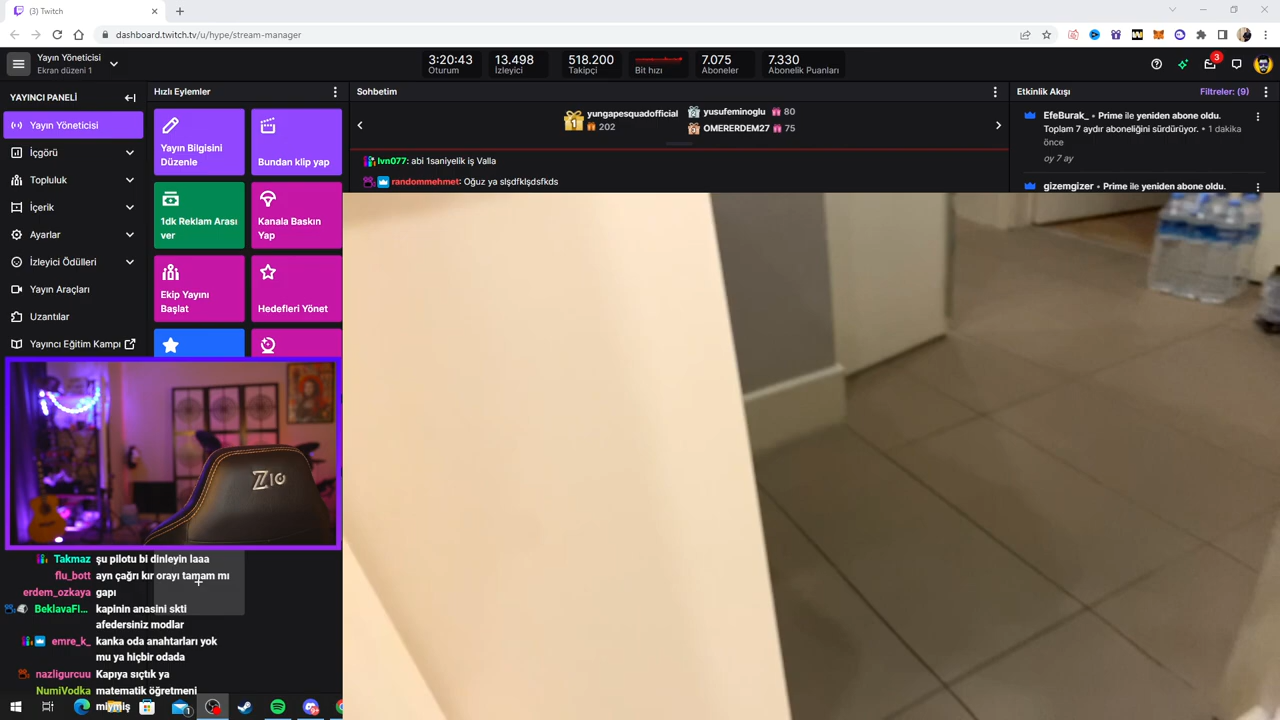 (3) Twitch
dashboard.twitch.tv/u/hype/stream-manager
Yayın Yöneticisi
Ekran düzeni 1
3:20:43
Oturum
13.498
İzleyici
518.200
Takipçi
Bit hızı
7.075
Aboneler
7.330
Abonelik Puanları
3
YAYINCI PANELİ
Yayın Yöneticisi
İçgörü
Topluluk
İçerik
Ayarlar
İzleyici Ödülleri
Yayın Araçları
Uzantılar
Yayıncı Eğitim Kampı
Hızlı Eylemler
Yayın Bilgisini
Düzenle
Bundan klip yap
1dk Reklam Arası
ver
Kanala Baskın
Yap
Ekip Yayını
Başlat
Hedefleri Yönet
Sohbetim
1 yungapesquadofficial
202
2 yusufeminoglu 80
3 OMERERDEM27 75
lvn077: abi 1saniyelik iş Valla
randommehmet: Oğuz ya slşdfkldsfkds
Etkinlik Akışı
Filtreler: (9)
EfeBurak_ • Prime ile yeniden abone oldu.
Toplam 7 aydır aboneliğini sürdürüyor. • 1 dakika
önce
oy 7 ay
gizemgizer • Prime ile yeniden abone oldu.
ZIO
Takmaz şu pilotu bi dinleyin laaa
flu_bott ayn çağrı kır orayı tamam mı
erdem_ozkaya gapı
BeklavaFl... kapinin anasini skti
afedersiniz modlar
emre_k_ kanka oda anahtarları yok
mu ya hiçbir odada
nazligurcuu Kapıya sıçtık ya
NumiVodka matematik öğretmeni
miymiş
1